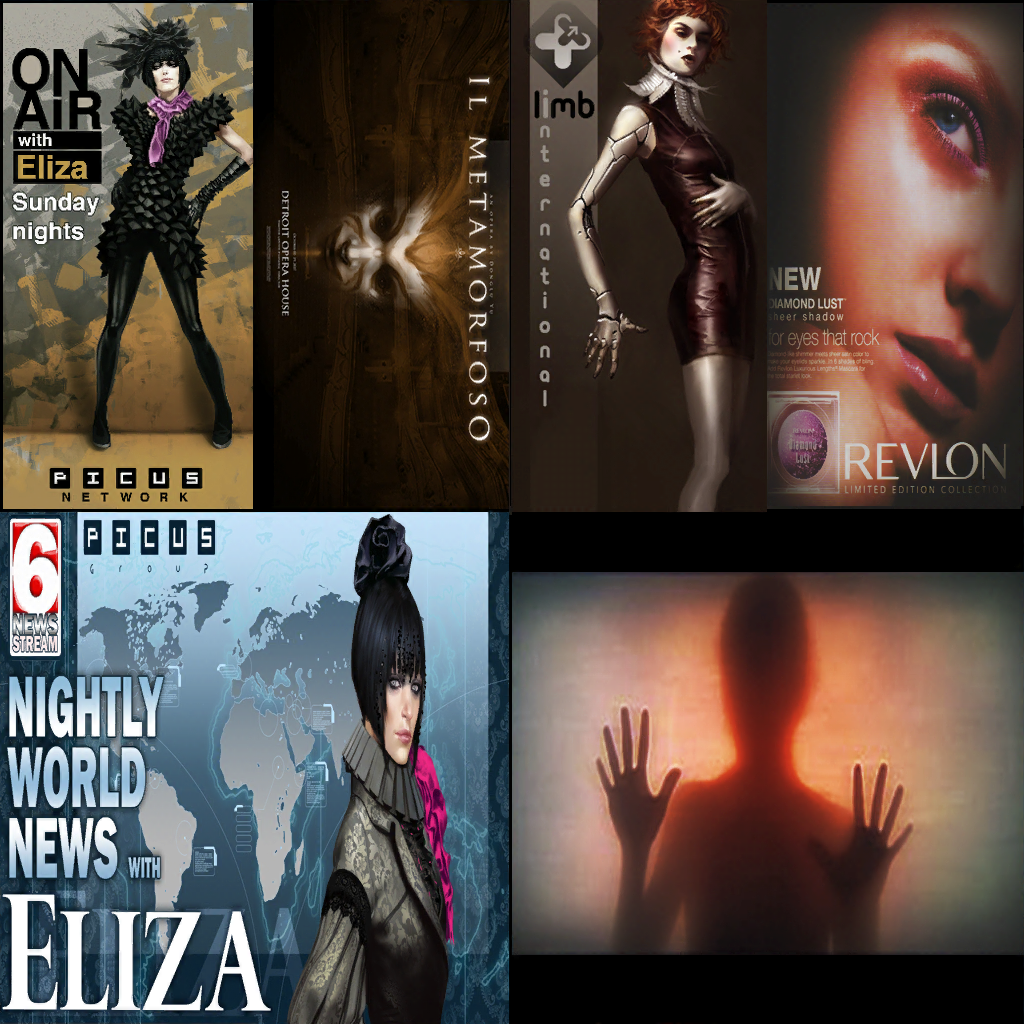 ON
AiR
with
Eliza
Sunday
nights
PICUS
NETWORK
IL METAMORFOSO
DETROIT OPERA HOUSE
limb
international
NEW
DIAMOND LUST
sheer shadow
for eyes that rock
Diamond
Lust
REVLON
LIMITED EDITION COLLECTION
6
NEWS
STREAM
PICUS
GroUP
NIGHTLY
WORLD
NEWS WITH
ELIZA